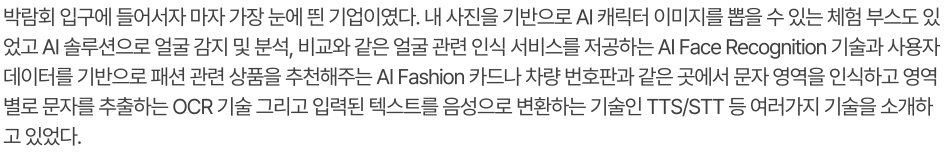 박람회 입구에 들어서자 마자 가장 눈에 띈 기업이였다. 내 사진을 기반으로 AI 캐릭터 이미지를 뽑을 수 있는 체험 부스도 있
었고 AI 솔루션으로 얼굴 감지 및 분석, 비교와 같은 얼굴 관련 인식 서비스를 저공하는 AI Face Recognition 기술과 사용자
데이터를 기반으로 패션 관련 상품을 추천해주는 AI Fashion 카드나 차량 번호판과 같은 곳에서 문자 영역을 인식하고 영역
별로 문자를 추출하는 OCR 기술 그리고 입력된 텍스트를 음성으로 변환하는 기술인 TTS/STT 등 여러가지 기술을 소개하
고 있었다.